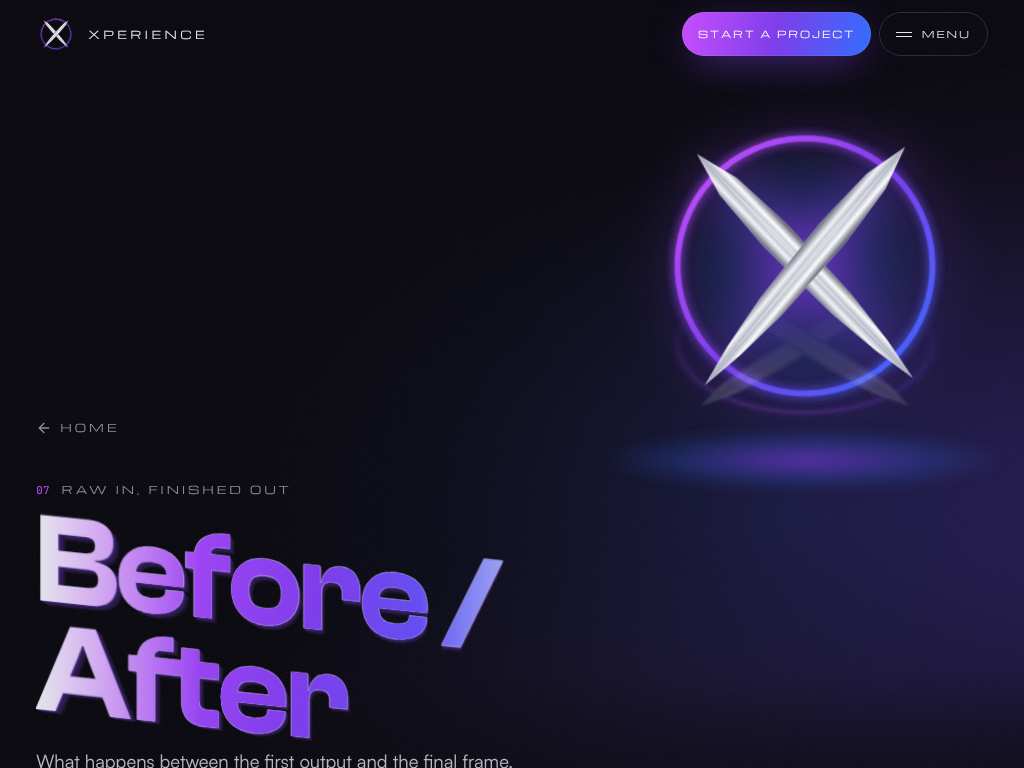 XPERIENCE
START A PROJECT
MENU
HOME
07 RAW IN, FINISHED OUT
Before /
After
What happens between the first output and the final frame.